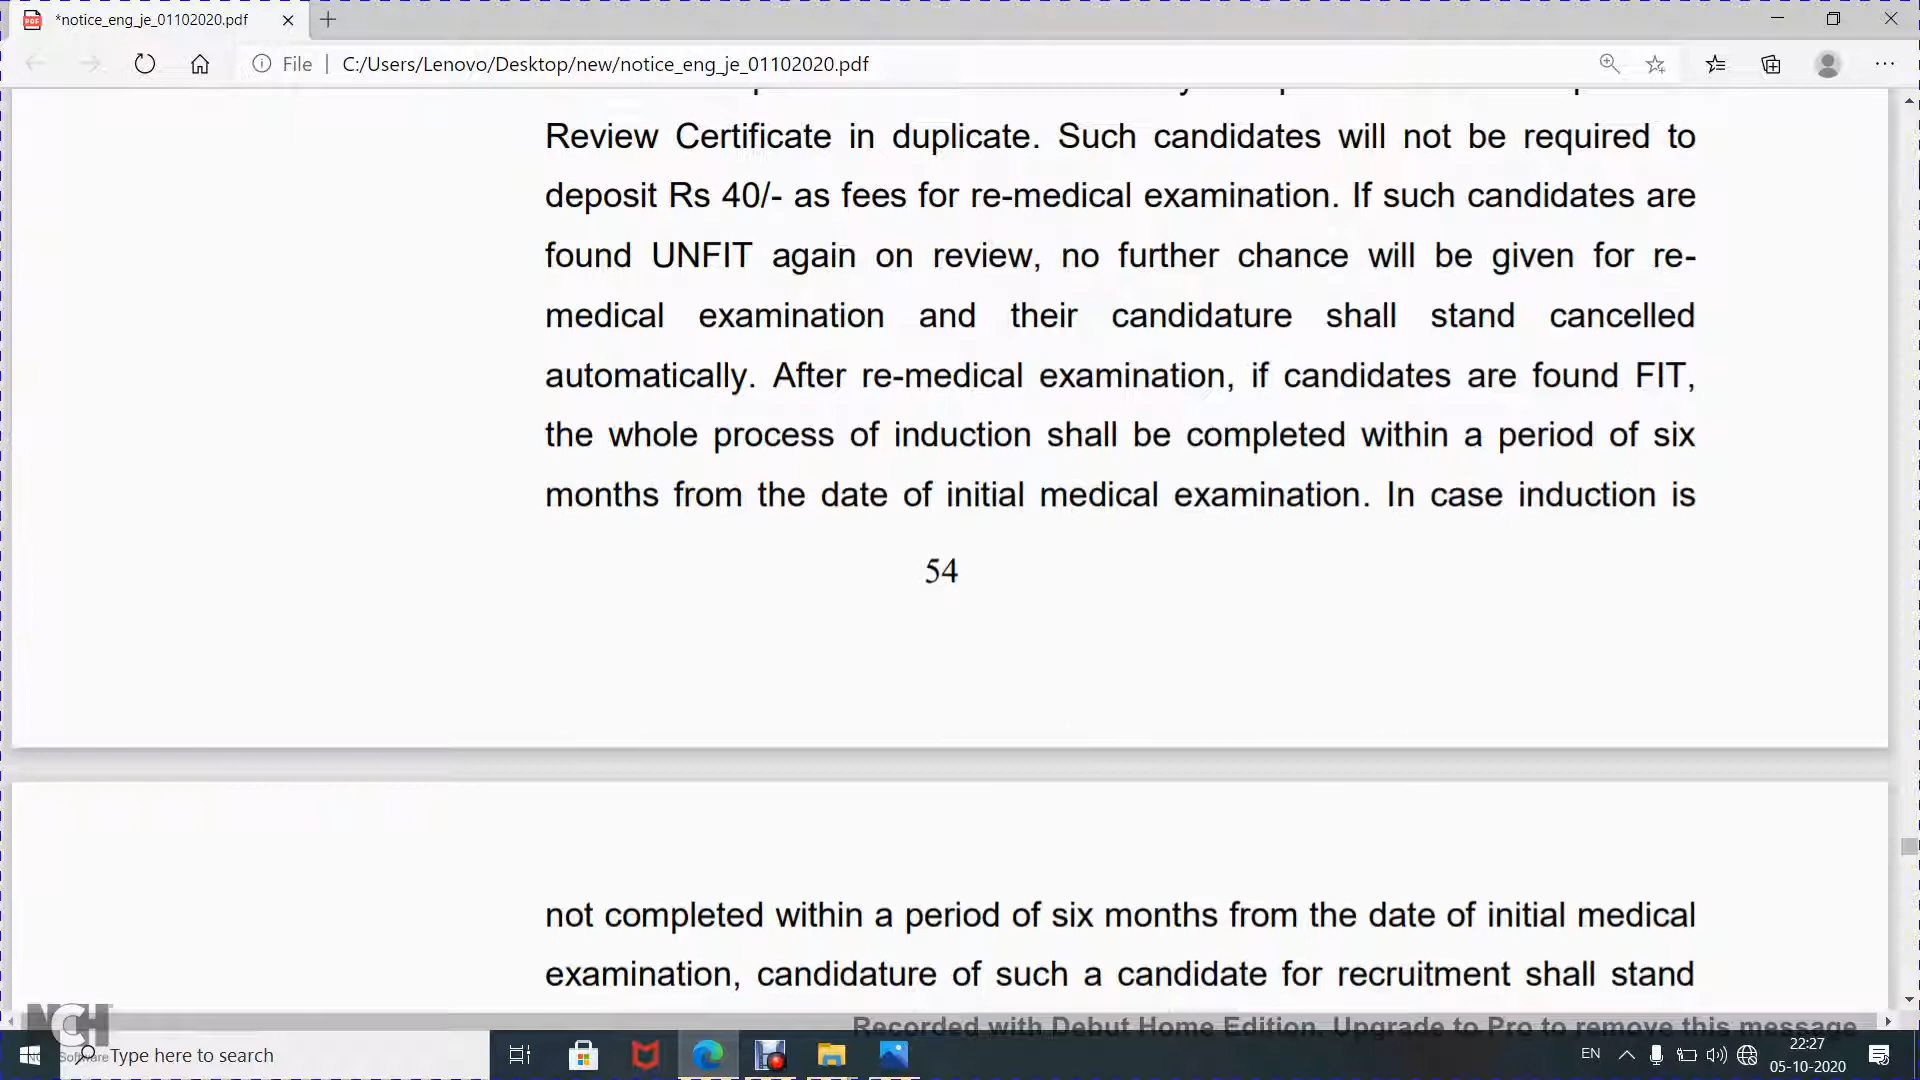 *notice_eng_je_01102020.pdf
File
C:/Users/Lenovo/Desktop/new/notice_eng_je_01102020.pdf
Review Certificate in duplicate. Such candidates will not be required to
deposit Rs 40/- as fees for re-medical examination. If such candidates are
found UNFIT again on review, no further chance will be given for re-
medical examination and their candidature shall stand cancelled
automatically. After re-medical examination, if candidates are found FIT,
the whole process of induction shall be completed within a period of six
months from the date of initial medical examination. In case induction is
54
not completed within a period of six months from the date of initial medical
examination, candidature of such a candidate for recruitment shall stand
NCH
Software
Recorded with Debut Home Edition. Upgrade to Pro to remove this message
Type here to search
EN
22:27
05-10-2020